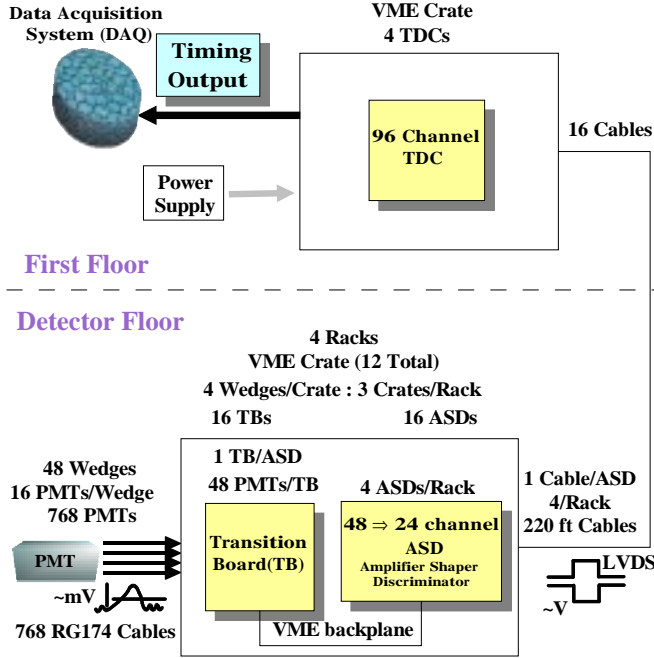 Data Acquisition
System (DAQ)
Timing
Output
VME Crate
4 TDCs
96 Channel
TDC
16 Cables
Power
Supply
First Floor
Detector Floor
4 Racks
VME Crate (12 Total)
4 Wedges/Crate : 3 Crates/Rack
16 TBs
16 ASDs
48 Wedges
16 PMTs/Wedge
768 PMTs
1 TB/ASD
48 PMTs/TB
4 ASDs/Rack
1 Cable/ASD
4/Rack
220 ft Cables
PMT
Transition
Board(TB)
48 ⇒ 24 channel
ASD
Amplifier Shaper
Discriminator
LVDS
~mV
~V
768 RG174 Cables
VME backplane